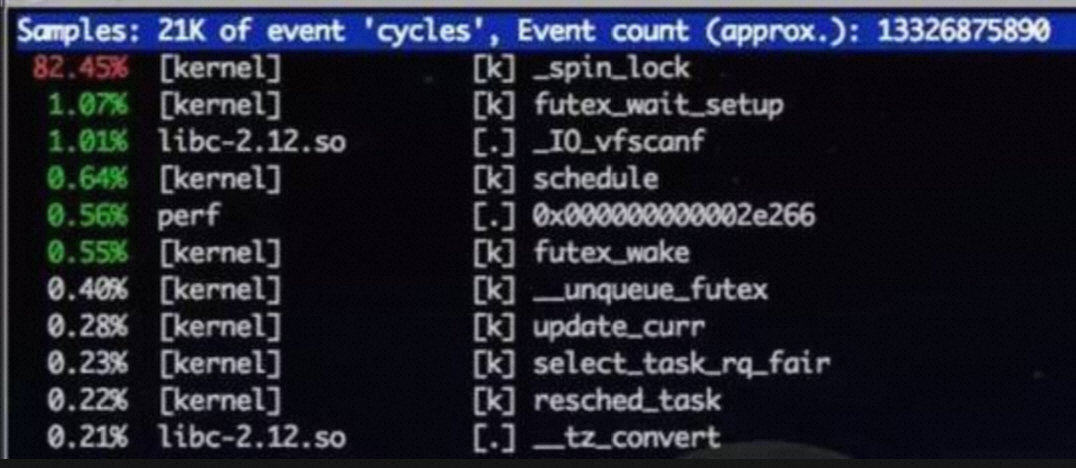 Samples: 21K of event 'cycles', Event count (approx.): 13326875890
82.45% [kernel] [k] _spin_lock
1.07% [kernel] [k] futex_wait_setup
1.01% libc-2.12.so [.] _IO_vfscanf
0.64% [kernel] [k] schedule
0.56% perf [.] 0x000000000002e266
0.55% [kernel] [k] futex_wake
0.40% [kernel] [k] __unqueue_futex
0.28% [kernel] [k] update_curr
0.23% [kernel] [k] select_task_rq_fair
0.22% [kernel] [k] resched_task
0.21% libc-2.12.so [.] __tz_convert